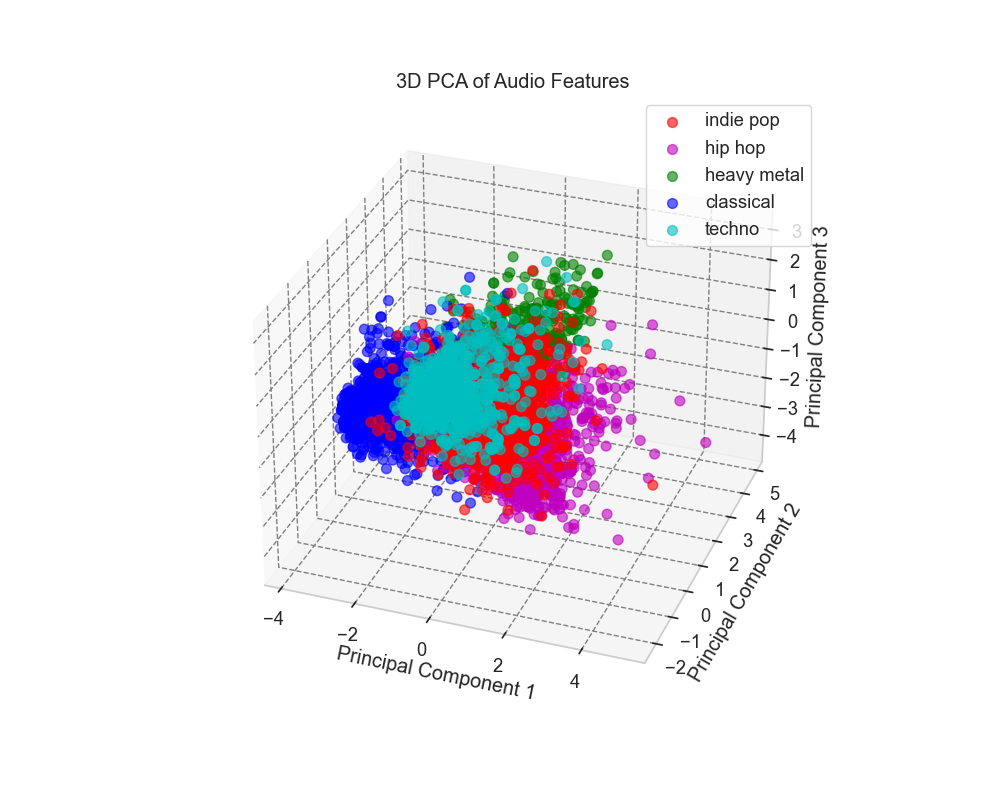 3D PCA of Audio Features
indie pop
hip hop
heavy metal
classical
techno
3
2
1
0
−1
−2
−3
−4
Principal Component 3
5
4
3
2
1
0
−1
−2
Principal Component 2
−4
−2
0
2
4
Principal Component 1